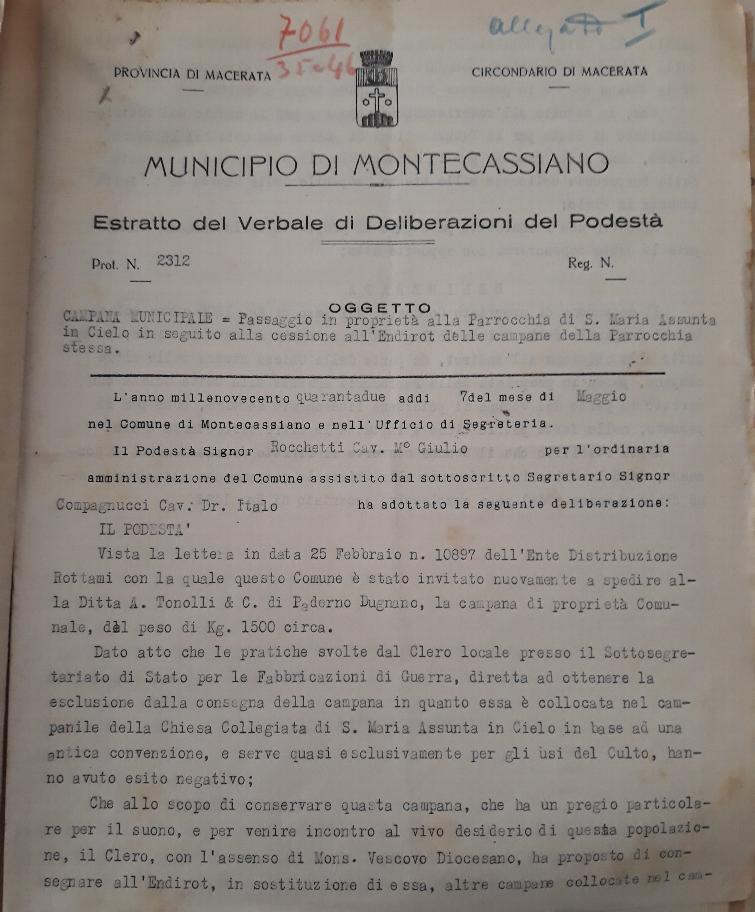 7061
35-46
allegato I
PROVINCIA DI MACERATA
CIRCONDARIO DI MACERATA
MUNICIPIO DI MONTECASSIANO
Estratto del Verbale di Deliberazioni del Podestà
Prot. N. 2312
Reg. N.
OGGETTO
CAMPANA MUNICIPALE = Passaggio in proprietà alla Parrocchia di S. Maria Assunta
in Cielo in seguito alla cessione all'Endirot delle campane della Parrocchia
stessa.
L'anno millenovecento quarantadue addi 7del mese di Maggio
nel Comune di Montecassiano e nell'Ufficio di Segreteria.
Il Podestà Signor Rocchetti Cav. M° Giulio per l'ordinaria
amministrazione del Comune assistito dal sottoscritto Segretario Signor
Compagnucci Cav. Dr. Italo ha adottato la seguente deliberazione:
IL PODESTA'
Vista la lettera in data 25 Febbraio n. 10897 dell'Ente Distribuzione
Rottami con la quale questo Comune è stato invitato nuovamente a spedire al-
la Ditta A. Tonolli & C. di Paderno Dugnano, la campana di proprietà Comu-
nale, del peso di Kg. 1500 circa.
Dato atto che le pratiche svolte dal Clero locale presso il Sottosegre-
tariato di Stato per le Fabbricazioni di Guerra, diretta ad ottenere la
esclusione dalla consegna della campana in quanto essa è collocata nel cam-
panile della Chiesa Collegiata di S. Maria Assunta in Cielo in base ad una
antica convenzione, e serve quasi esclusivamente per gli usi del Culto, han-
no avuto esito negativo;
Che allo scopo di conservare quasta campana, che ha un pregio particola-
re per il suono, e per venire incontro al vivo desiderio di questa popolazio-
ne, il Clero, con l'assenso di Mons. Vescovo Diocesano, ha proposto di con-
segnare all'Endirot, in sostituzione di essa, altre campane collocate nel cam-